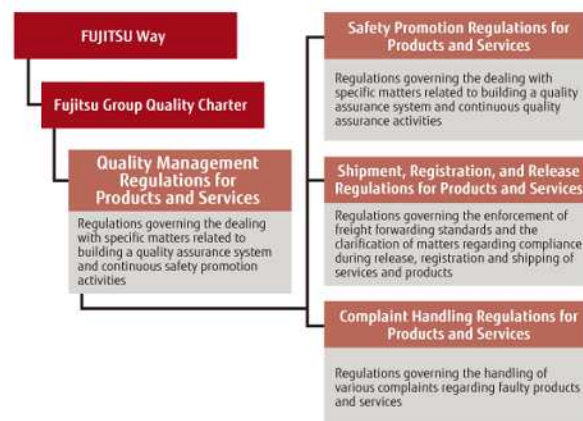 FUJITSU Way
Fujitsu Group Quality Charter
Quality Management
Regulations for
Products and Services
Regulations governing the dealing
with specific matters related to
building a quality assurance system
and continuous safety promotion
activities
Safety Promotion Regulations for
Products and Services
Regulations governing the dealing with
specific matters related to building a quality
assurance system and continuous quality
assurance activities
Shipment, Registration, and Release
Regulations for Products and Services
Regulations governing the enforcement of
freight forwarding standards and the
clarification of matters regarding compliance
during release, registration and shipping of
services and products
Complaint Handling Regulations for
Products and Services
Regulations governing the handling of
various complaints regarding faulty products
and services